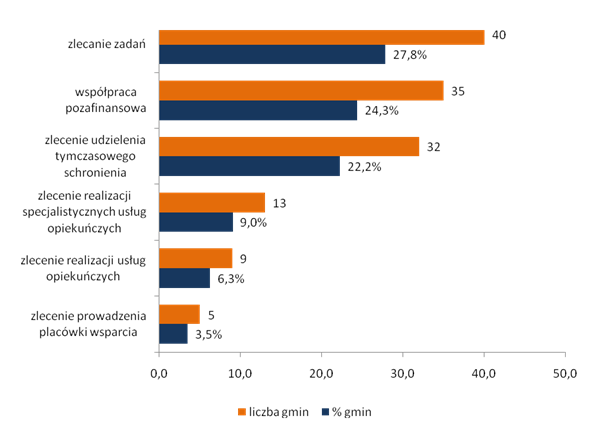 zlecanie zadań
40
27,8%
współpraca
pozafinansowa
35
24,3%
zlecenie udzielenia
tymczasowego
schronienia
32
22,2%
zlecenie realizacji
specjalistycznych usług
opiekuńczych
13
9,0%
zlecenie realizacji usług
opiekuńczych
9
6,3%
zlecenie prowadzenia
placówki wsparcia
5
3,5%
0,0 10,0 20,0 30,0 40,0 50,0
liczba gmin % gmin